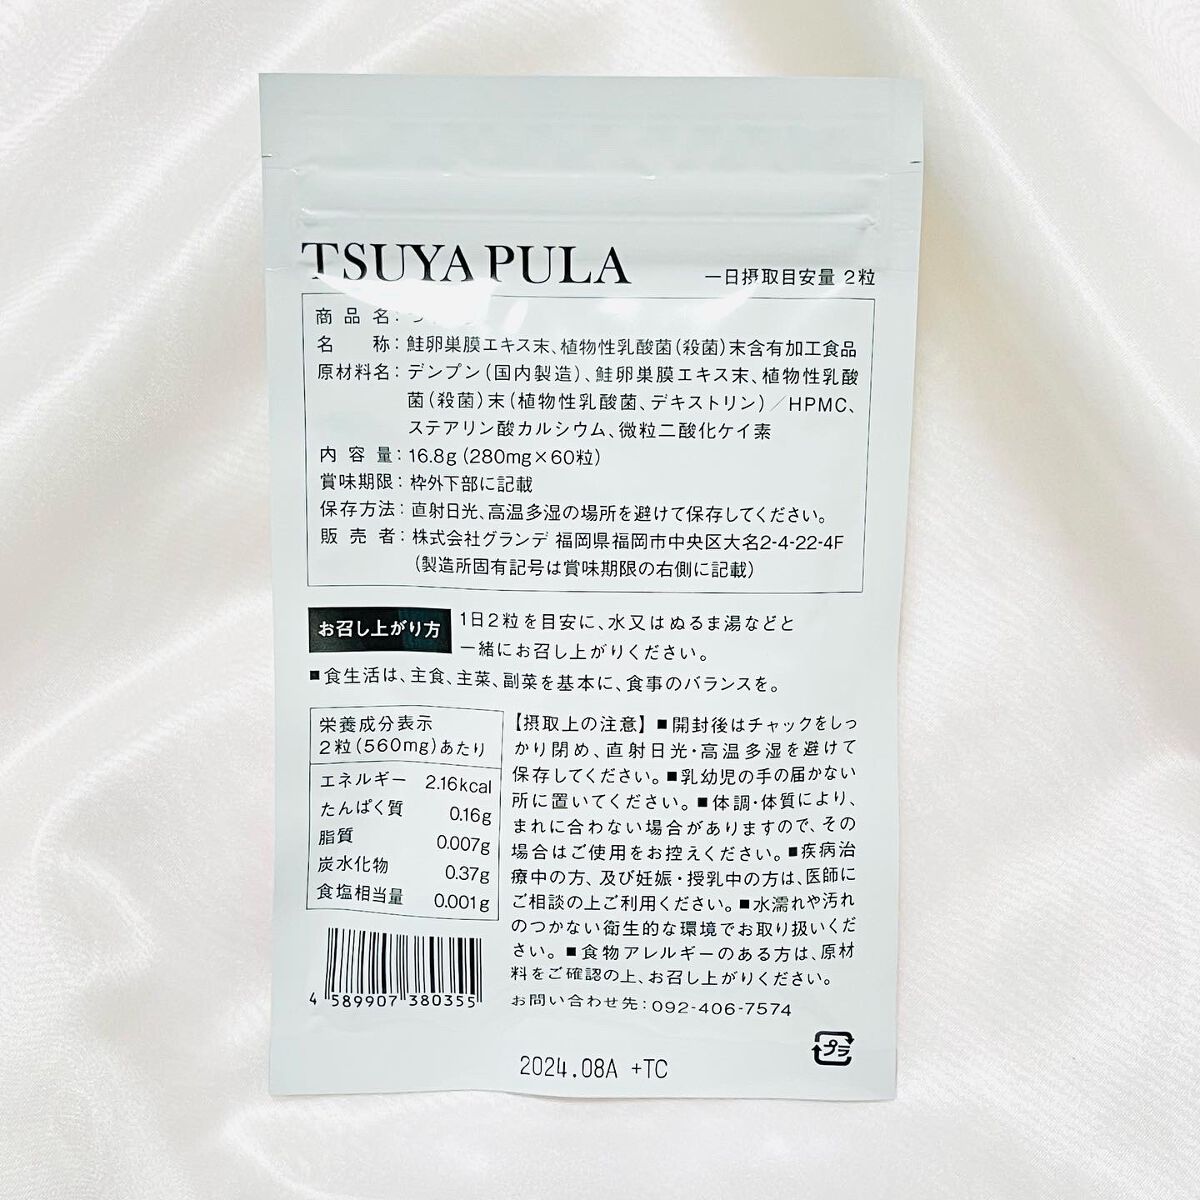 TSUYA PULA
一日摂取目安量 2粒
商品名:
名称:鮭卵巣膜エキス末、植物性乳酸菌(殺菌)末含有加工食品
原材料名:デンプン(国内製造)、鮭卵巣膜エキス末、植物性乳酸
菌(殺菌)末(植物性乳酸菌、デキストリン)/HPMC、
ステアリン酸カルシウム、微粒二酸化ケイ素
内容量:16.8g(280mg×60粒)
賞味期限:枠外下部に記載
保存方法:直射日光、高温多湿の場所を避けて保存してください。
販売者:株式会社グランデ 福岡県福岡市中央区大名2-4-22-4F
(製造所固有記号は賞味期限の右側に記載)
お召し上がり方
1日2粒を目安に、水又はぬるま湯などと
一緒にお召し上がりください。
■食生活は、主食、主菜、副菜を基本に、食事のバランスを。
栄養成分表示
2粒(560mg)あたり
エネルギー 2.16kcal
たんぱく質 0.16g
脂質 0.007g
炭水化物 0.37g
食塩相当量 0.001g
4 589907 380355
【摂取上の注意】■開封後はチャックをしっ
かり閉め、直射日光・高温多湿を避けて
保存してください。■乳幼児の手の届かない
所に置いてください。■体調・体質により、
まれに合わない場合がありますので、その
場合はご使用をお控えください。■疾病治
療中の方、及び妊娠・授乳中の方は、医師に
ご相談の上ご利用ください。■水濡れや汚れ
のつかない衛生的な環境でお取り扱いくだ
さい。■食物アレルギーのある方は、原材
料をご確認の上、お召し上がりください。
お問い合わせ先:092-406-7574
プラ
2024.08A +TC